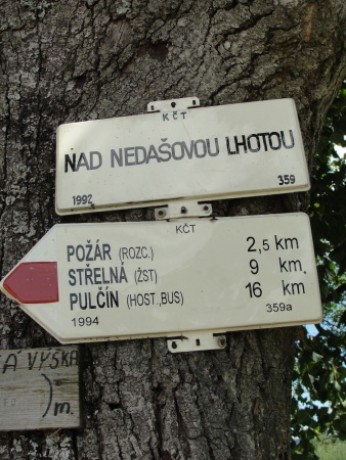 KČT
NAD NEDAŠOVOU LHOTOU
1992 359
KČT
POŽÁR (ROZC.) 2,5 km
STŘELNÁ (ŽST) 9 km.
PULČÍN (HOST.,BUS) 16 km
1994 359a
Á VÝŠKA
)m.